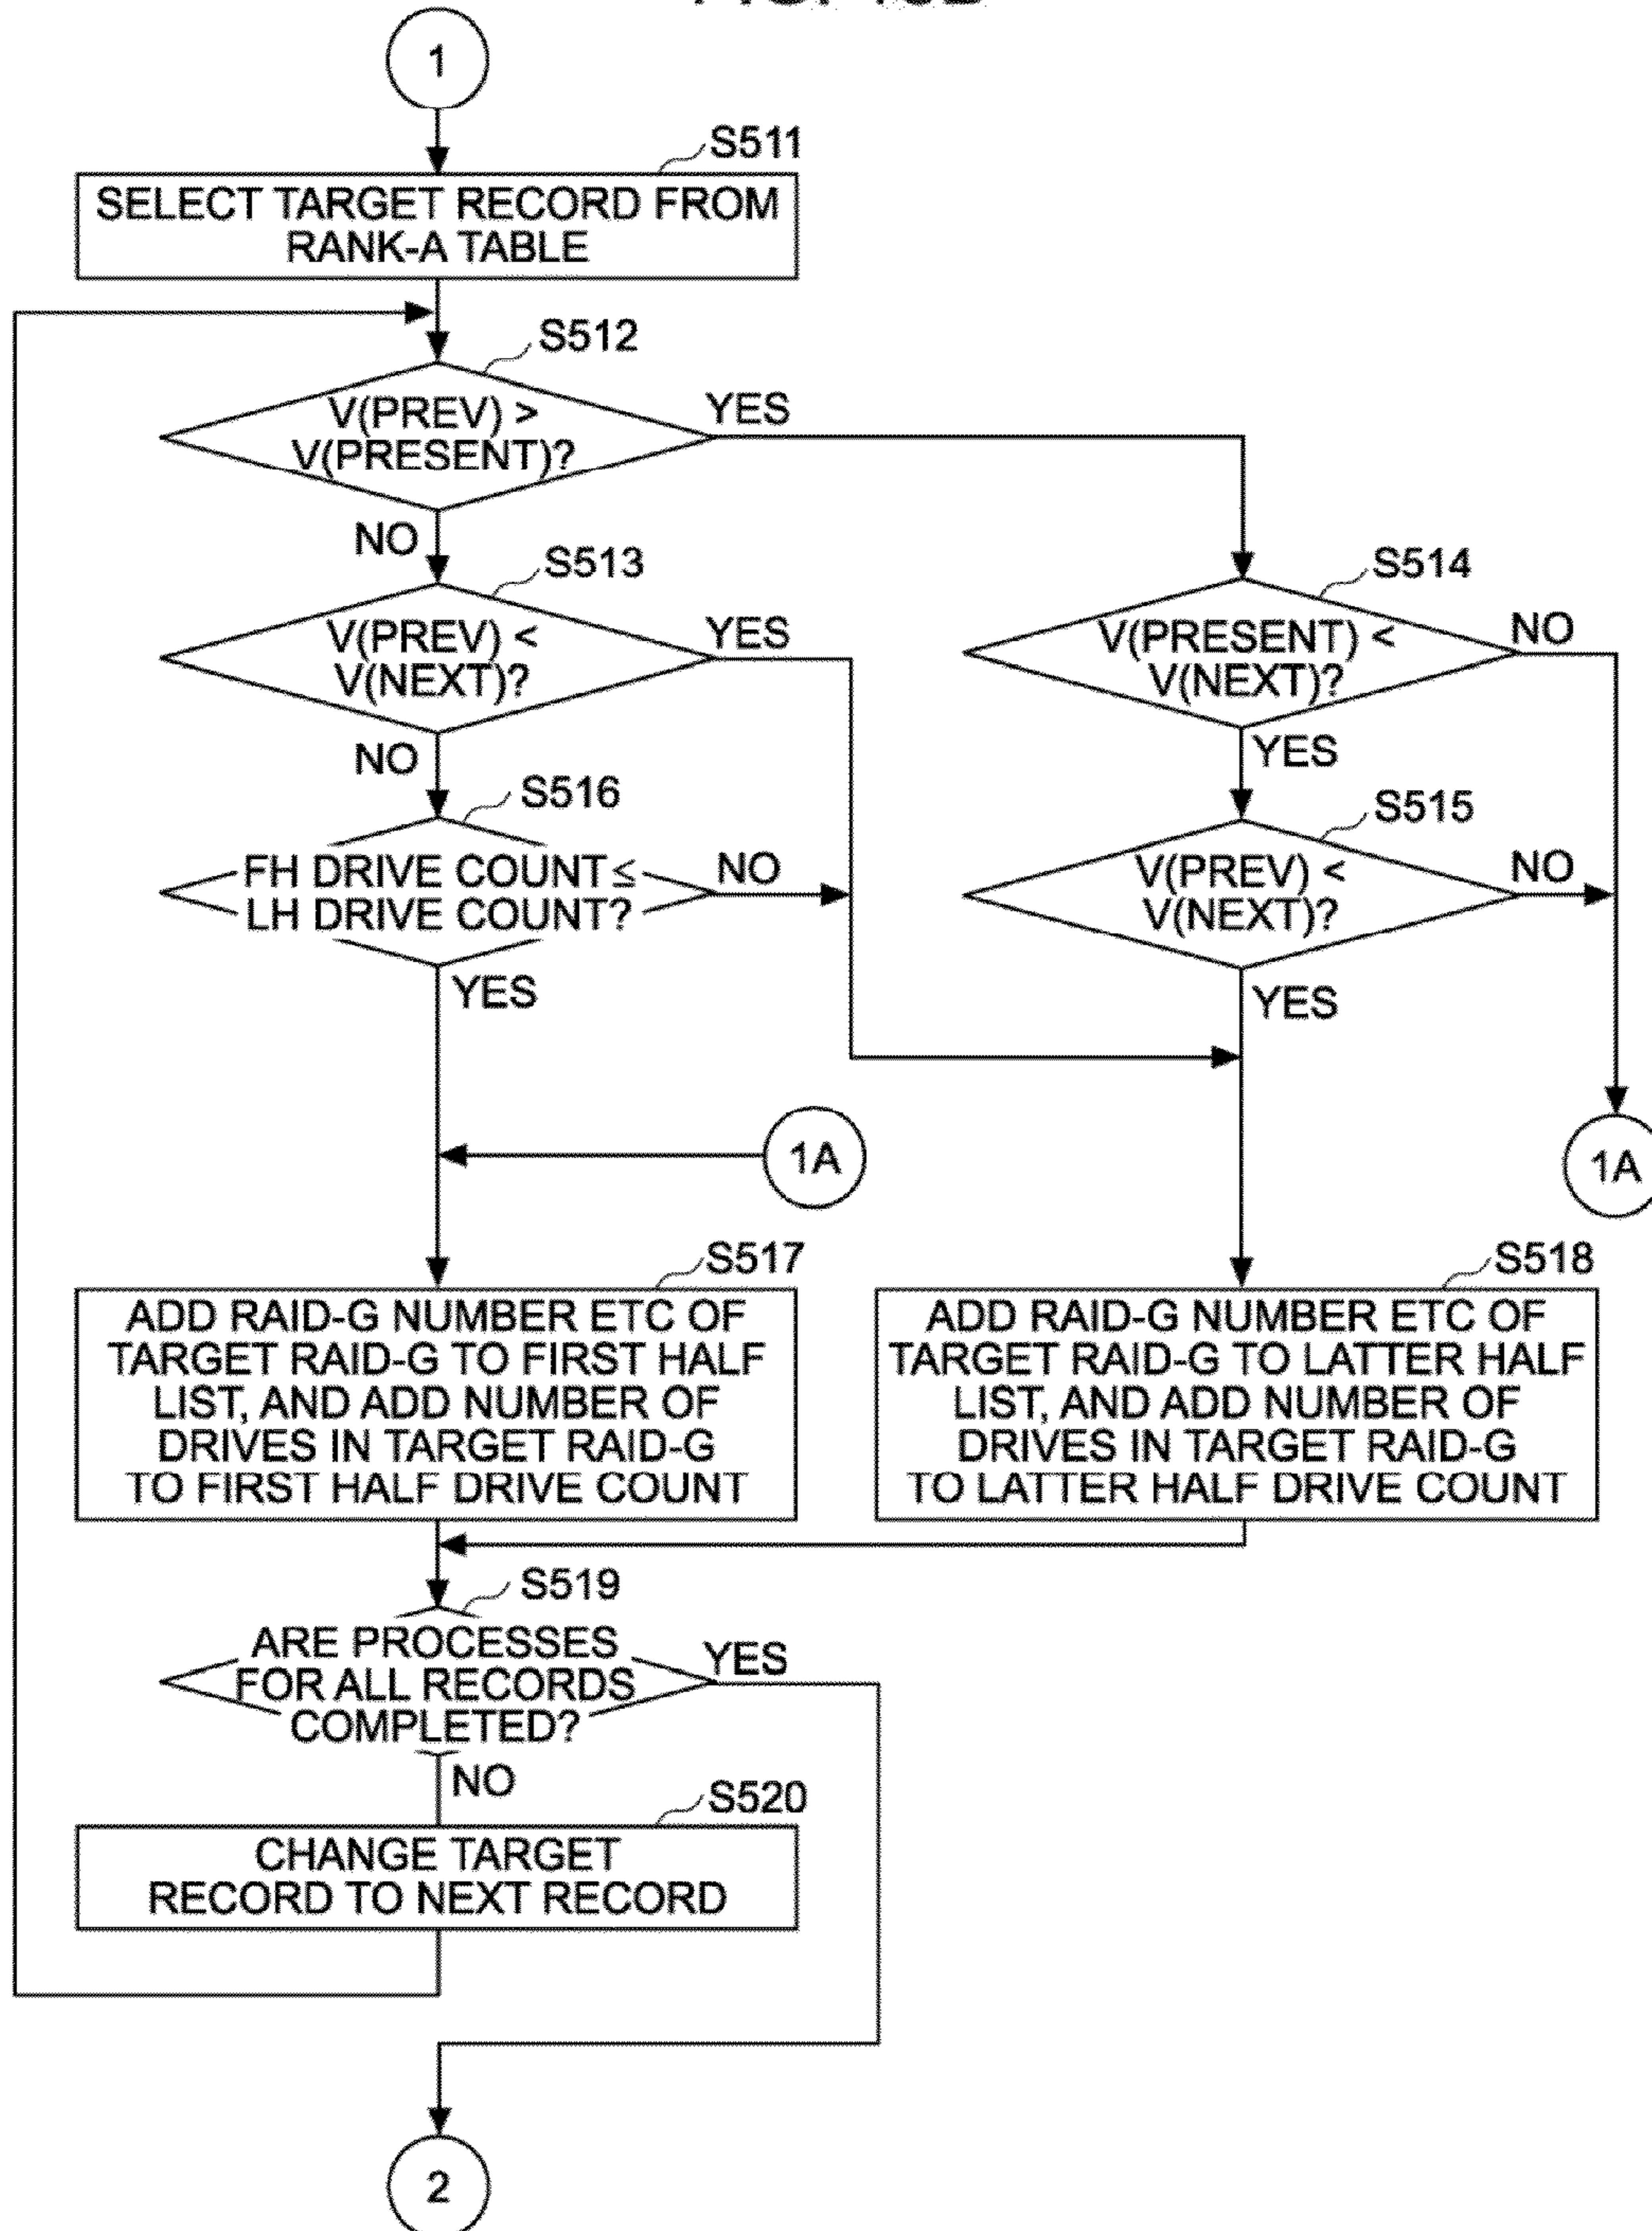 1
S511
SELECT TARGET RECORD FROM
RANK-A TABLE
S512
V(PREV) >
V(PRESENT)?
YES
NO
S513
V(PREV) <
V(NEXT)?
YES
NO
S514
V(PRESENT) <
V(NEXT)?
NO
YES
S516
FH DRIVE COUNT≤
LH DRIVE COUNT?
NO
YES
S515
V(PREV) <
V(NEXT)?
NO
YES
1A
1A
S517
ADD RAID-G NUMBER ETC OF
TARGET RAID-G TO FIRST HALF
LIST, AND ADD NUMBER OF
DRIVES IN TARGET RAID-G
TO FIRST HALF DRIVE COUNT
S518
ADD RAID-G NUMBER ETC OF
TARGET RAID-G TO LATTER HALF
LIST, AND ADD NUMBER OF
DRIVES IN TARGET RAID-G
TO LATTER HALF DRIVE COUNT
S519
ARE PROCESSES
FOR ALL RECORDS
COMPLETED?
YES
NO
S520
CHANGE TARGET
RECORD TO NEXT RECORD
2